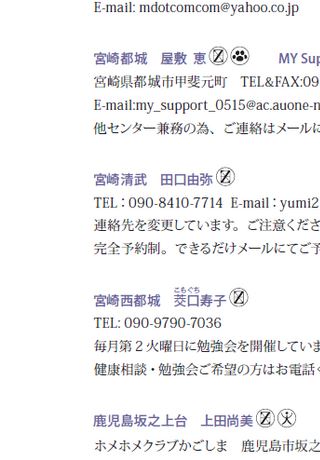 E-mail: mdotcomcom@yahoo.co.jp
宮崎都城　屋敷 恵　MY Sup
宮崎県都城市甲斐元町　TEL&FAX:09
E-mail:my_support_0515@ac.auone-n
他センター兼務の為、ご連絡はメールに
宮崎清武　田口由弥
TEL：090-8410-7714 E-mail：yumi2
連絡先を変更しています。ご注意くださ
完全予約制。できるだけメールにてご予
こもぐち
宮崎西都城　茭口寿子
TEL: 090-9790-7036
毎月第２火曜日に勉強会を開催していま
健康相談・勉強会ご希望の方はお電話く
鹿児島坂之上台　上田尚美
ホメホメクラブかごしま　鹿児島市坂之